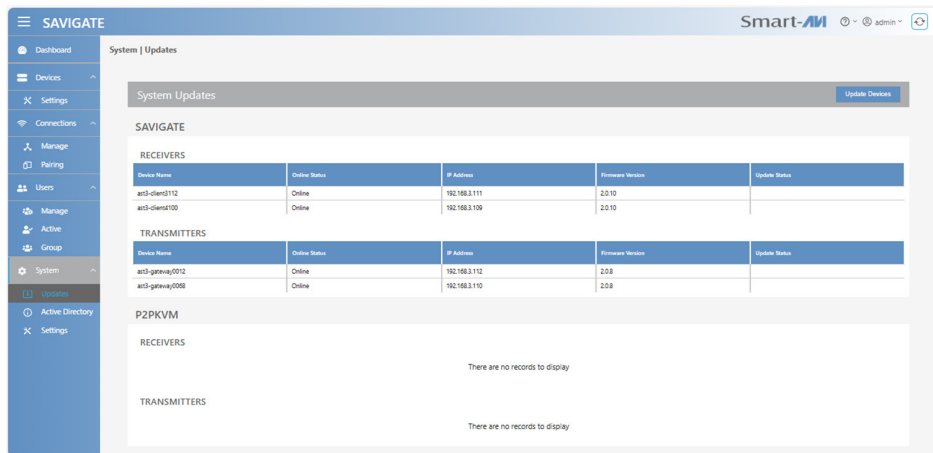 SAVIGATE
Smart-AVI
admin
Dashboard
System | Updates
Devices
Settings
System Updates
Update Devices
Connections
SAVIGATE
Manage
Pairing
RECEIVERS
Device Name Online Status IP Address Firmware Version Update Status
ast3-client3112 Online 192.168.3.111 2.0.10
ast3-client4100 Online 192.168.3.109 2.0.10
Users
Manage
Active
Group
TRANSMITTERS
Device Name Online Status IP Address Firmware Version Update Status
ast3-gateway0012 Online 192.168.3.112 2.0.8
ast3-gateway0068 Online 192.168.3.110 2.0.8
System
Updates
Active Directory
Settings
P2PKVM
RECEIVERS
There are no records to display
TRANSMITTERS
There are no records to display